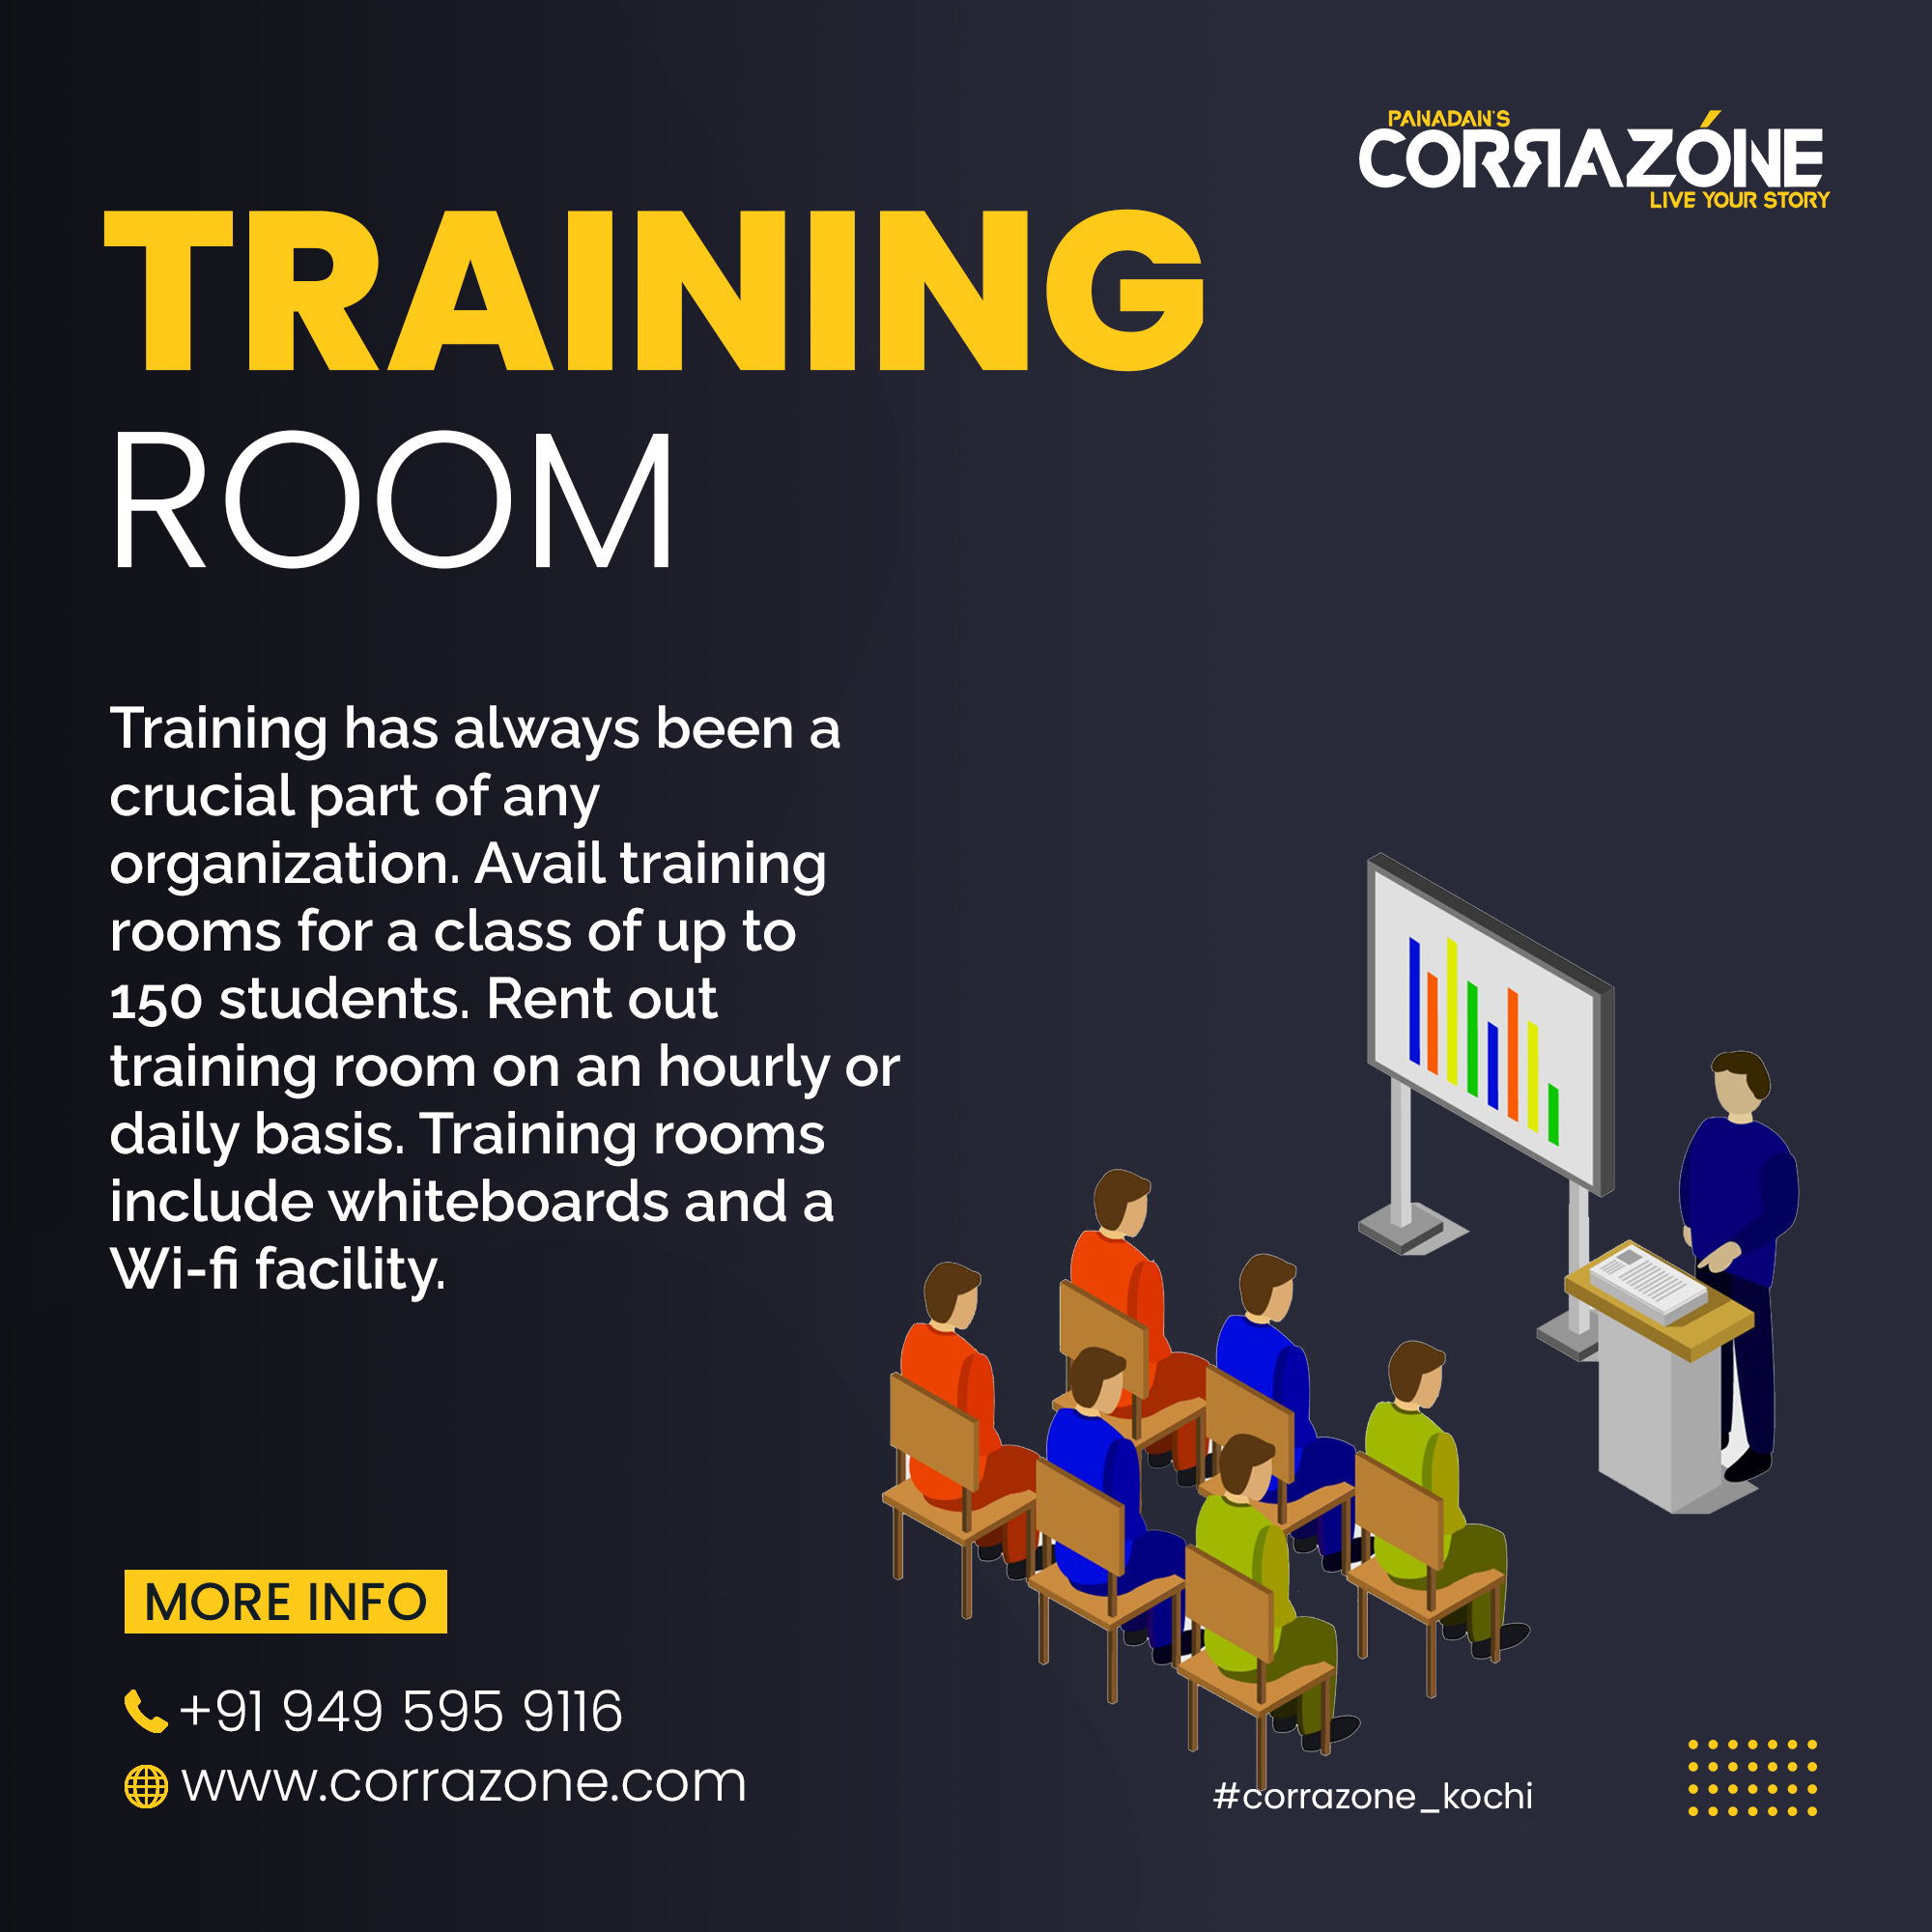 PANADAN'S
CORRAZÓNE
LIVE YOUR STORY
TRAINING
ROOM
Training has always been a
crucial part of any
organization. Avail training
rooms for a class of up to
150 students. Rent out
training room on an hourly or
daily basis. Training rooms
include whiteboards and a
Wi-fi facility.
MORE INFO
+91 949 595 9116
www.corrazone.com
#corrazone_kochi